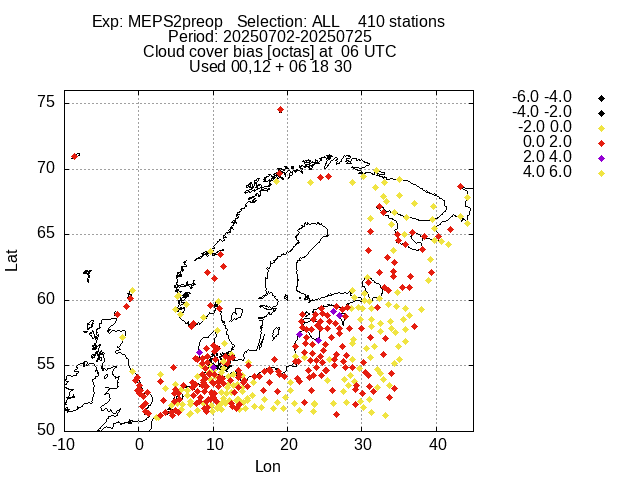 Exp: MEPS2preop   Selection: ALL    410 stations
Period: 20250702-20250725
Cloud cover bias [octas] at  06 UTC
Used 00,12 + 06 18 30
-6.0 -4.0
-4.0 -2.0
-2.0 0.0
0.0 2.0
2.0 4.0
4.0 6.0
75
70
65
60
55
50
Lat
-10 0 10 20 30 40
Lon